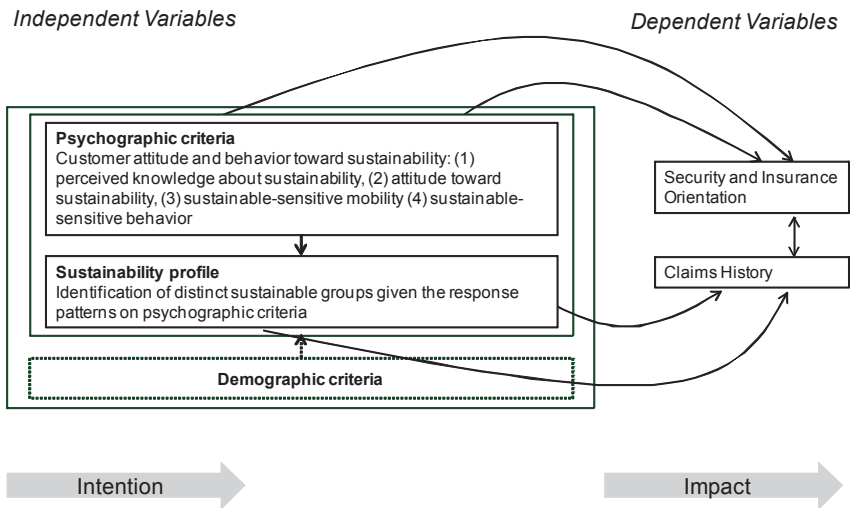 Independent Variables
Dependent Variables
Psychographic criteria
Customer attitude and behavior toward sustainability: (1)
perceived knowledge about sustainability, (2) attitude toward
sustainability, (3) sustainable-sensitive mobility (4) sustainable-
sensitive behavior
Security and Insurance
Orientation
Sustainability profile
Identification of distinct sustainable groups given the response
patterns on psychographic criteria
Claims History
Demographic criteria
Intention
Impact